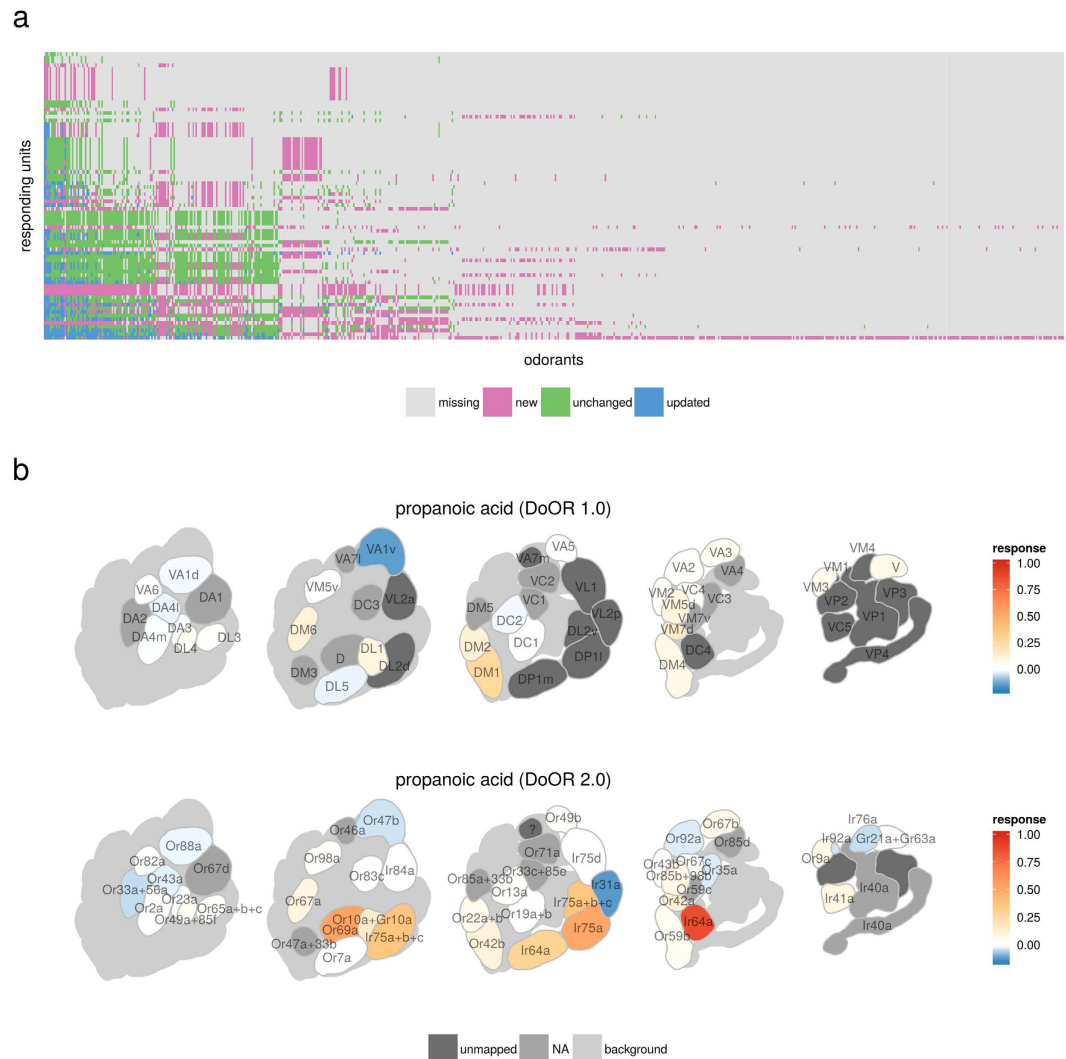 a
responding units
odorants
missing new unchanged updated
b
propanoic acid (DoOR 1.0)
VA1d
VA6
DA4l
DA1
DA2
DA3
DA4m
DL3
DL4
VA7l
VA1v
VM5v
DC3
VL2a
DM6
D
DL1
DM3
DL2d
DL5
VA5
VA7m
VC2
VL1
VC1
DM5
DC2
VL2p
DC1
DL2v
DM2
DP1l
DM1
DP1m
VA3
VA2
VA4
VC4
VM2
VC3
VM5d
VM7v
VM7d
DC4
DM4
VM4
VM1
V
VM3
VP2
VP3
VP1
VC5
VP4
response
1.00
0.75
0.50
0.25
0.00
propanoic acid (DoOR 2.0)
Or88a
Or82a
Or67d
Or43a
Or33a+56a
Or23a
Or2a
Or65a+b+c
Or49a+85f
Or47b
Or46a
Or98a
Or83c
Ir84a
Or67a
Or10a+Gr10a
Or69a
Ir75a+b+c
Or47a+33b
Or7a
Or49b
?
Or71a
Ir75d
Or33c+85e
Or85a+33b
Ir31a
Or13a
Ir75a+b+c
Or22a+b
Or19a+b
Ir75a
Or42b
Ir64a
Or67b
Or92a
Or85d
Or43b
Or67c
Or35a
Or85b+98b
Or59c
Or42a
Ir64a
Or59b
Ir76a
Ir92a
Gr21a+Gr63a
Or9a
Ir40a
Ir41a
Ir40a
response
1.00
0.75
0.50
0.25
0.00
unmapped NA background